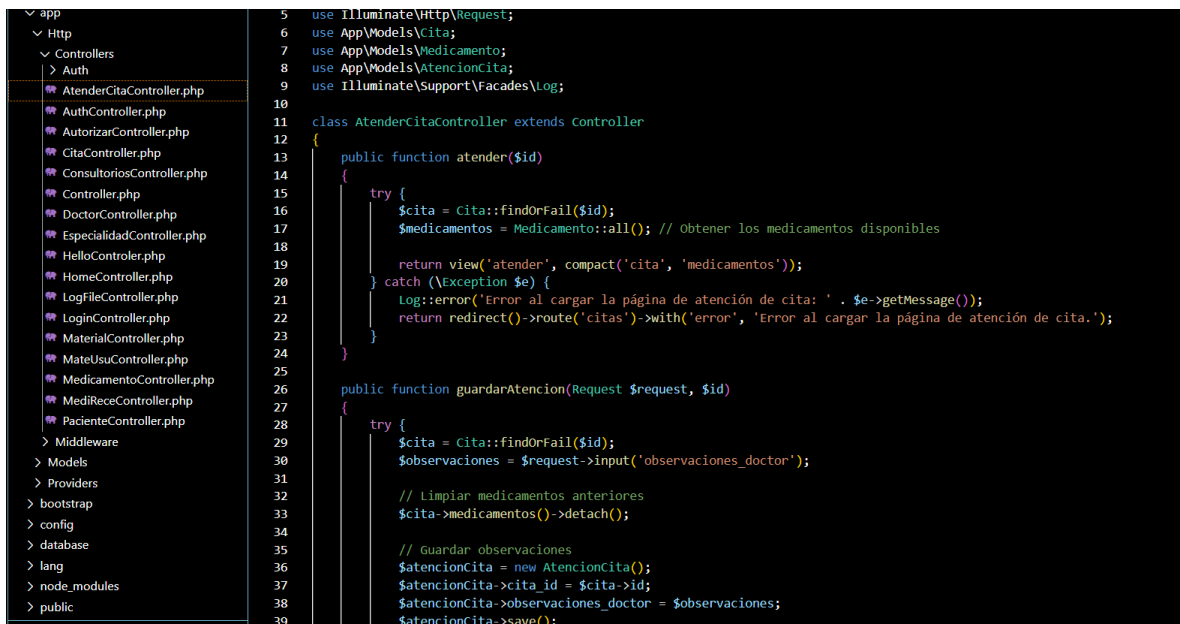 app
Http
Controllers
Auth
AtenderCitaController.php
AuthController.php
AutorizarController.php
CitaController.php
ConsultoriosController.php
Controller.php
DoctorController.php
EspecialidadController.php
HelloControler.php
HomeController.php
LogFileController.php
LoginController.php
MaterialController.php
MateUsuController.php
MedicamentoController.php
MediReceController.php
PacienteController.php
Middleware
Models
Providers
bootstrap
config
database
lang
node_modules
public
5 use Illuminate\Http\Request;
6 use App\Models\Cita;
7 use App\Models\Medicamento;
8 use App\Models\AtencionCita;
9 use Illuminate\Support\Facades\Log;
10
11 class AtenderCitaController extends Controller
12 {
13 public function atender($id)
14 {
15 try {
16 $cita = Cita::findOrFail($id);
17 $medicamentos = Medicamento::all(); // Obtener los medicamentos disponibles
18
19 return view('atender', compact('cita', 'medicamentos'));
20 } catch (\Exception $e) {
21 Log::error('Error al cargar la página de atención de cita: ' . $e->getMessage());
22 return redirect()->route('citas')->with('error', 'Error al cargar la página de atención de cita.');
23 }
24 }
25
26 public function guardarAtencion(Request $request, $id)
27 {
28 try {
29 $cita = Cita::findOrFail($id);
30 $observaciones = $request->input('observaciones_doctor');
31
32 // Limpiar medicamentos anteriores
33 $cita->medicamentos()->detach();
34
35 // Guardar observaciones
36 $atencionCita = new AtencionCita();
37 $atencionCita->cita_id = $cita->id;
38 $atencionCita->observaciones_doctor = $observaciones;
39 $atencionCita->save();